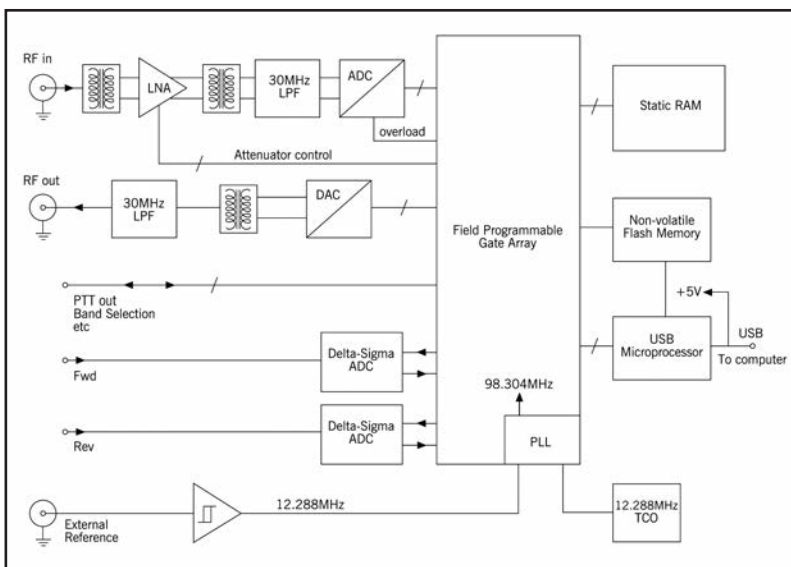 RF in
LNA
30MHz
LPF
ADC
overload
Attenuator control
Static RAM
RF out
30MHz
LPF
DAC
Field Programmable
Gate Array
Non-volatile
Flash Memory
PTT out
Band Selection
etc
+5V
USB
Microprocessor
USB
To computer
Fwd
Delta-Sigma
ADC
98.304MHz
Rev
Delta-Sigma
ADC
PLL
External
Reference
12.288MHz
12.288MHz
TCO